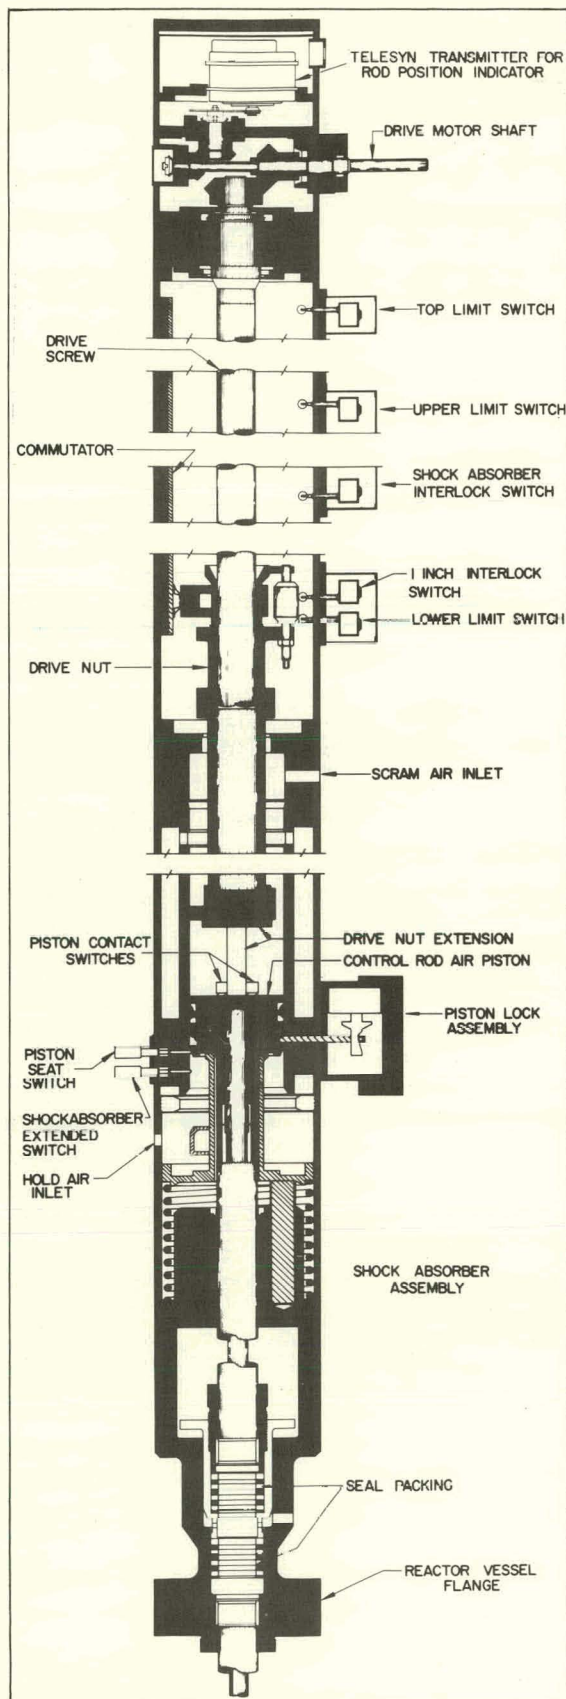 TELESYN TRANSMITTER FOR
ROD POSITION INDICATOR
DRIVE MOTOR SHAFT
TOP LIMIT SWITCH
DRIVE
SCREW
UPPER LIMIT SWITCH
COMMUTATOR
SHOCK ABSORBER
INTERLOCK SWITCH
I INCH INTERLOCK
SWITCH
LOWER LIMIT SWITCH
DRIVE NUT
SCRAM AIR INLET
PISTON CONTACT
SWITCHES
DRIVE NUT EXTENSION
CONTROL ROD AIR PISTON
PISTON LOCK
ASSEMBLY
PISTON
SEAT
SWITCH
SHOCKABSORBER
EXTENDED SWITCH
HOLD AIR
INLET
SHOCK ABSORBER
ASSEMBLY
SEAL PACKING
REACTOR VESSEL
FLANGE